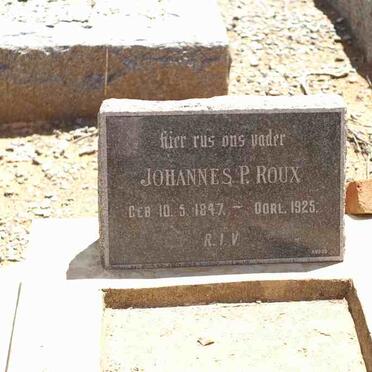 Hier rus ons vader
JOHANNES P. ROUX
GEB 10. 5. 1847. – OORL. 1925.
R.I.V